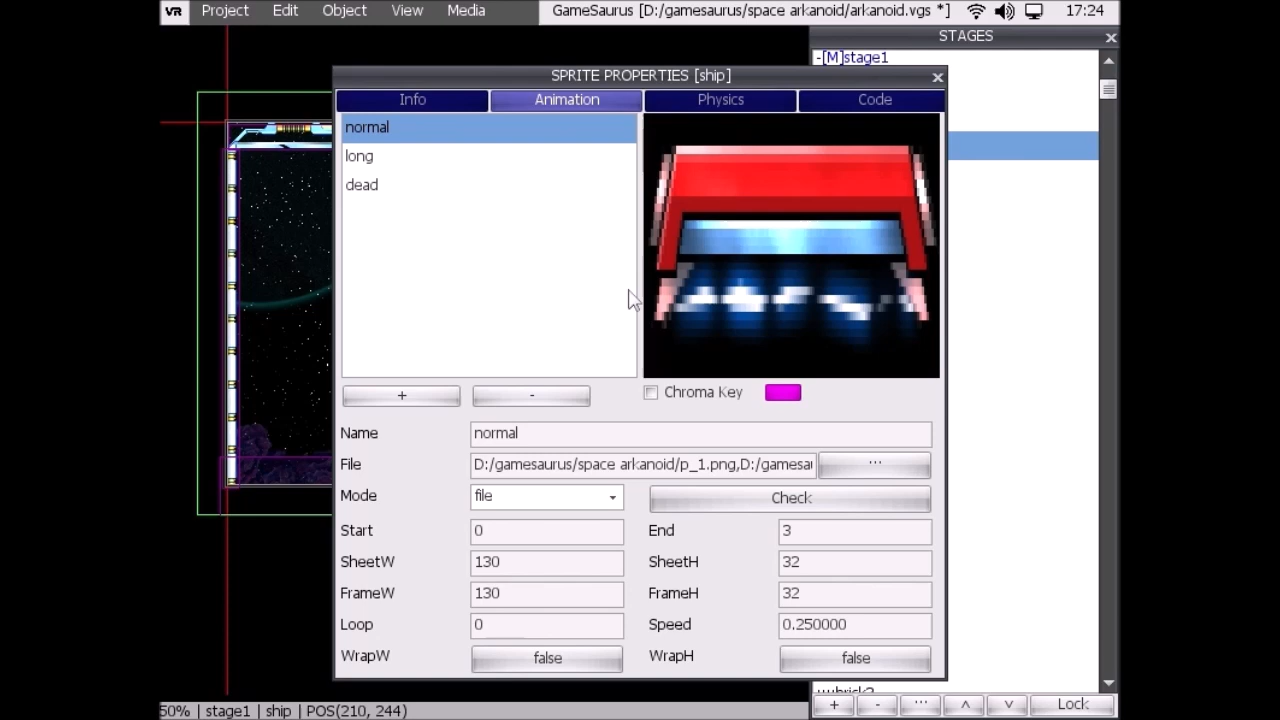 VR Project Edit Object View Media GameSaurus [D:/gamesaurus/space arkanoid/arkanoid.vgs *] 17:24
STAGES
-[M]stage1
SPRITE PROPERTIES [ship]
Info Animation Physics Code
normal
long
dead
+ - Chroma Key
Name normal
File D:/gamesaurus/space arkanoid/p_1.png,D:/gamesau ...
Mode file Check
Start 0 End 3
SheetW 130 SheetH 32
FrameW 130 FrameH 32
Loop 0 Speed 0.250000
WrapW false WrapH false
+ - ... ^ v Lock
50% | stage1 | ship | POS(210, 244)